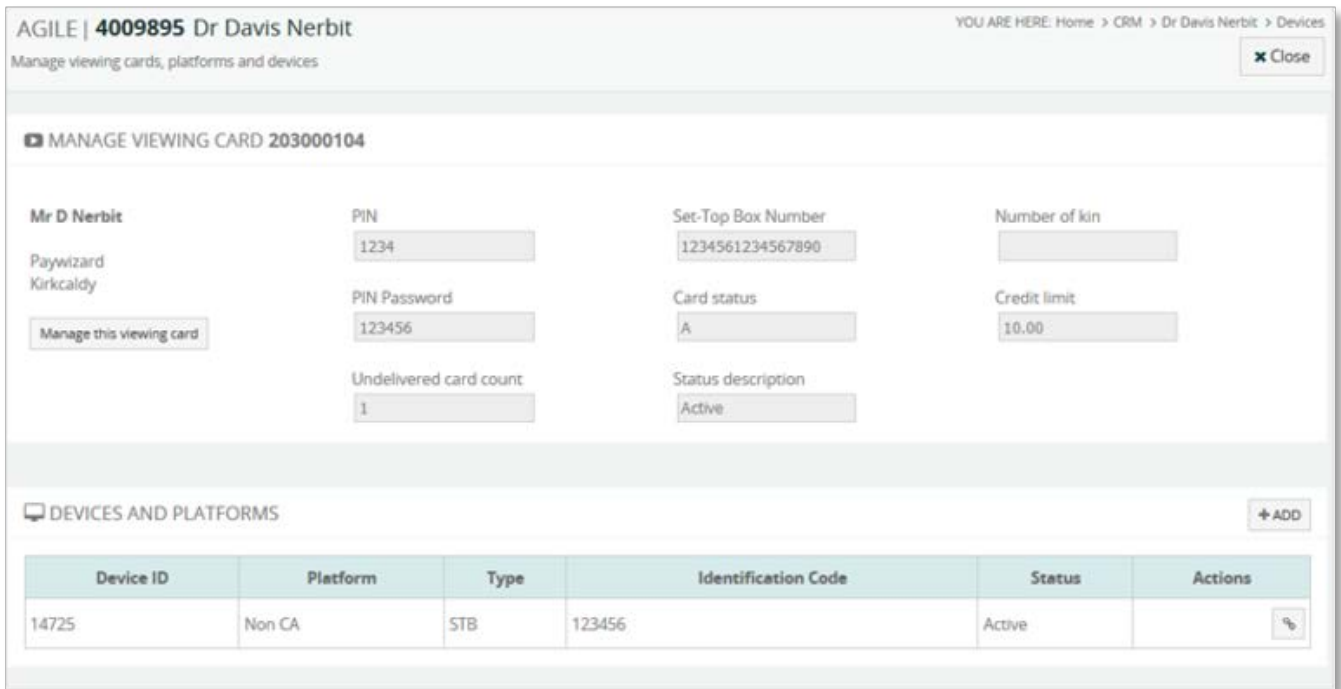 AGILE | 4009895 Dr Davis Nerbit
YOU ARE HERE: Home > CRM > Dr Davis Nerbit > Devices
Manage viewing cards, platforms and devices
✖ Close
MANAGE VIEWING CARD 203000104
Mr D Nerbit
Paywizard
Kirkcaldy
Manage this viewing card
PIN
1234
PIN Password
123456
Undelivered card count
1
Set-Top Box Number
1234561234567890
Card status
A
Status description
Active
Number of kin
Credit limit
10.00
DEVICES AND PLATFORMS
+ ADD
Device ID Platform Type Identification Code Status Actions
14725 Non CA STB 123456 Active